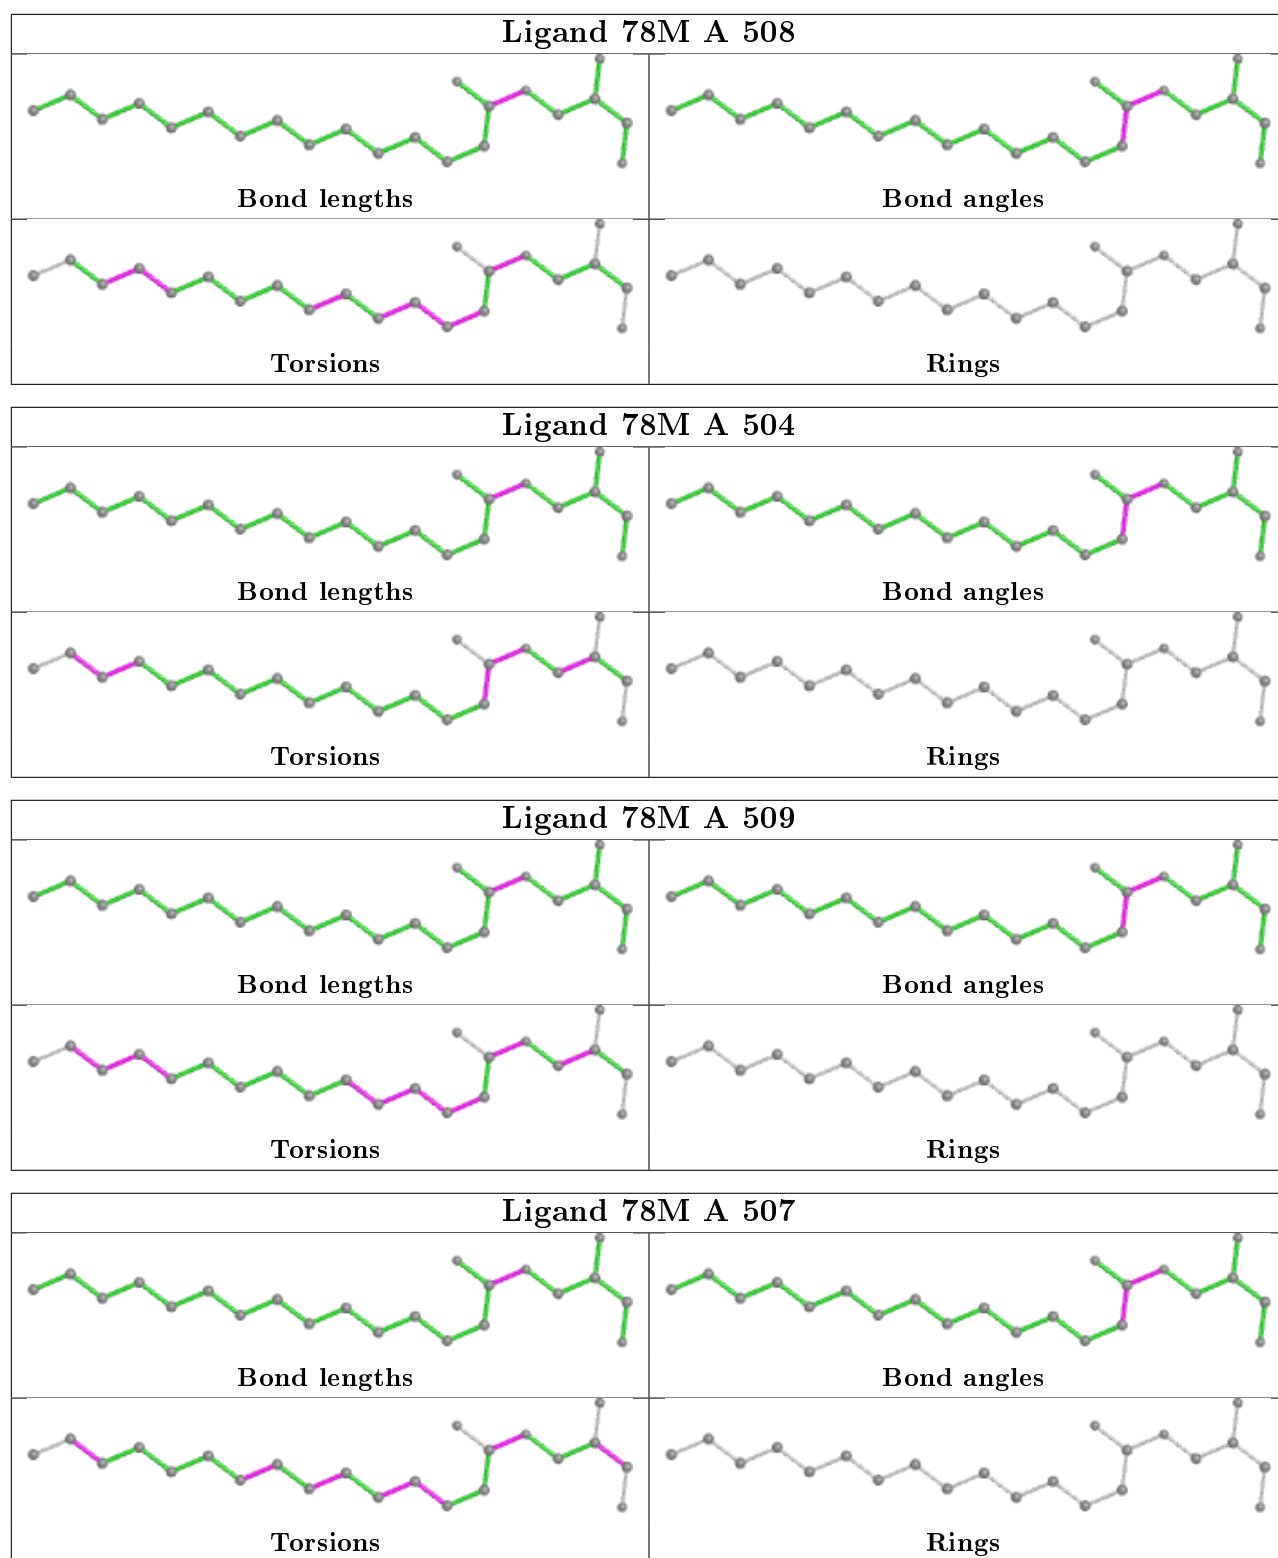 Ligand 78M A 508
Bond lengths
Bond angles
Torsions
Rings
Ligand 78M A 504
Bond lengths
Bond angles
Torsions
Rings
Ligand 78M A 509
Bond lengths
Bond angles
Torsions
Rings
Ligand 78M A 507
Bond lengths
Bond angles
Torsions
Rings